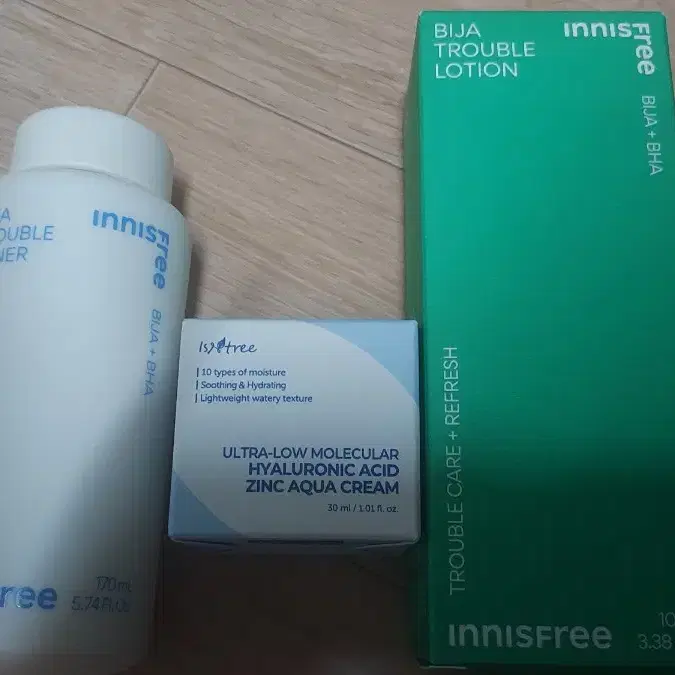 A
OUBLE
NER
INNISFree
BIJA + BHA
ree
170 mL
5.74 FL.Oz
Isntree
10 types of moisture
Soothing & Hydrating
Lightweight watery texture
ULTRA-LOW MOLECULAR
HYALURONIC ACID
ZINC AQUA CREAM
30 ml / 1.01 fl. oz.
BIJA
TROUBLE
LOTION
INNISFree
BIJA + BHA
TROUBLE CARE + REFRESH
INNISFree
10
3.38